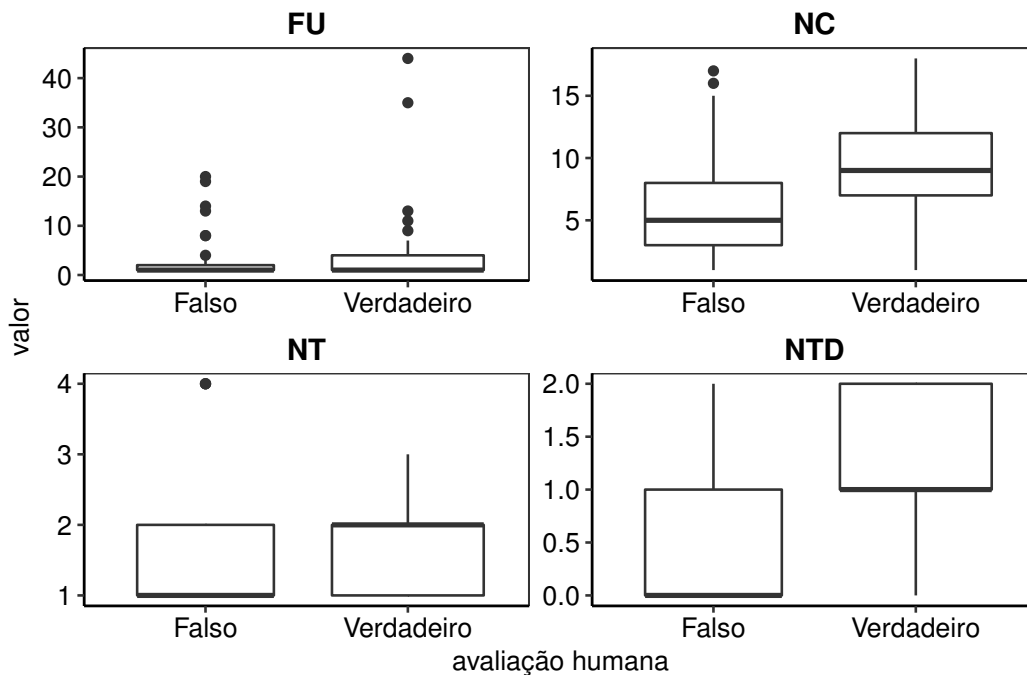 FU
NC
40
30
20
10
0
15
10
5
Falso
Verdadeiro
Falso
Verdadeiro
valor
NT
NTD
4
3
2
1
2.0
1.5
1.0
0.5
0.0
Falso
Verdadeiro
Falso
Verdadeiro
avaliação humana